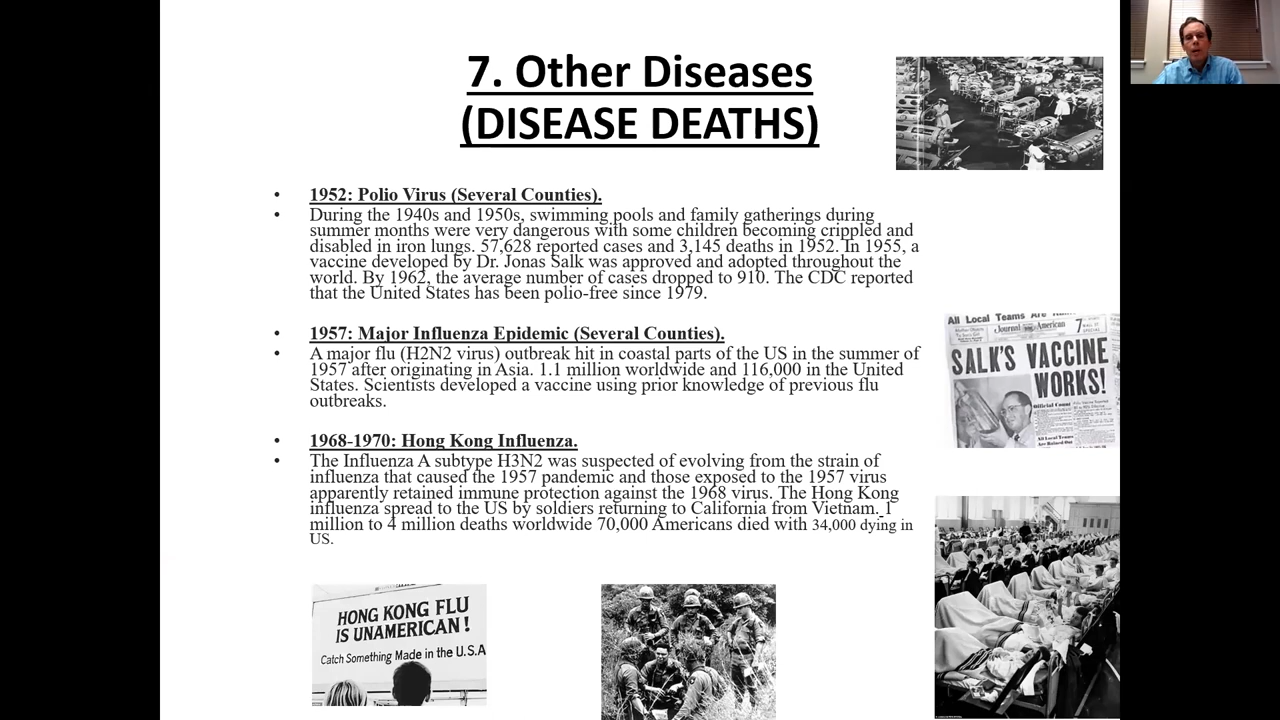 7. Other Diseases
(DISEASE DEATHS)
• 1952: Polio Virus (Several Counties).
• During the 1940s and 1950s, swimming pools and family gatherings during
summer months were very dangerous with some children becoming crippled and
disabled in iron lungs. 57,628 reported cases and 3,145 deaths in 1952. In 1955, a
vaccine developed by Dr. Jonas Salk was approved and adopted throughout the
world. By 1962, the average number of cases dropped to 910. The CDC reported
that the United States has been polio-free since 1979.
• 1957: Major Influenza Epidemic (Several Counties).
• A major flu (H2N2 virus) outbreak hit in coastal parts of the US in the summer of
1957 after originating in Asia. 1.1 million worldwide and 116,000 in the United
States. Scientists developed a vaccine using prior knowledge of previous flu
outbreaks.
• 1968-1970: Hong Kong Influenza.
• The Influenza A subtype H3N2 was suspected of evolving from the strain of
influenza that caused the 1957 pandemic and those exposed to the 1957 virus
apparently retained immune protection against the 1968 virus. The Hong Kong
influenza spread to the US by soldiers returning to California from Vietnam. 1
million to 4 million deaths worldwide 70,000 Americans died with 34,000 dying in
US.
All Local Teams Are
Journal American
7
SALK'S VACCINE
WORKS!
HONG KONG FLU
IS UNAMERICAN!
Catch Something Made in the U.S.A